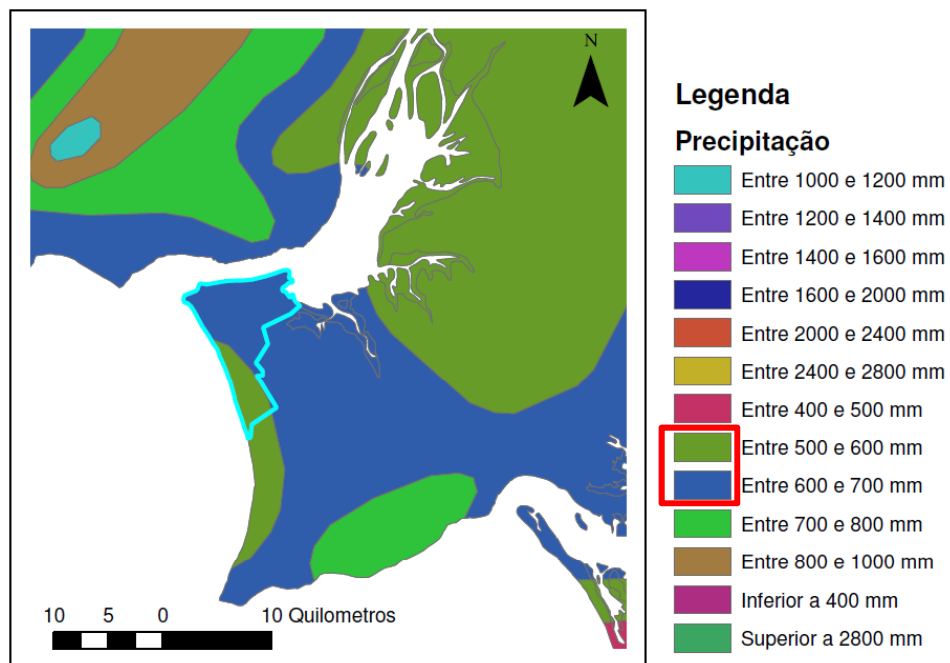 N
10 5 0 10 Quilometros
Legenda
Precipitação
Entre 1000 e 1200 mm
Entre 1200 e 1400 mm
Entre 1400 e 1600 mm
Entre 1600 e 2000 mm
Entre 2000 e 2400 mm
Entre 2400 e 2800 mm
Entre 400 e 500 mm
Entre 500 e 600 mm
Entre 600 e 700 mm
Entre 700 e 800 mm
Entre 800 e 1000 mm
Inferior a 400 mm
Superior a 2800 mm